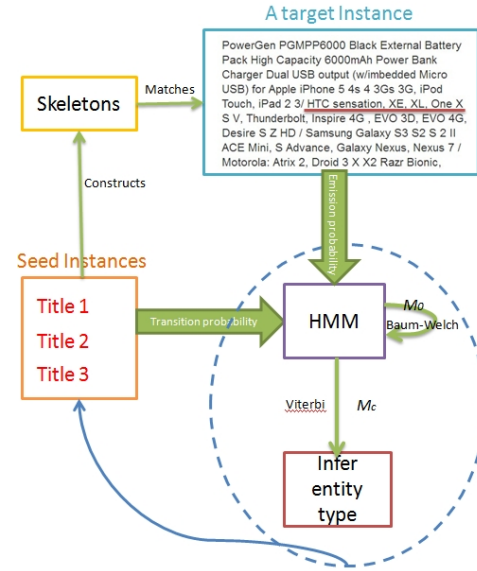 A target Instance
PowerGen PGMPP6000 Black External Battery
Pack High Capacity 6000mAh Power Bank
Charger Dual USB output (w/imbedded Micro
USB) for Apple iPhone 5 4s 4 3Gs 3G, iPod
Touch, iPad 2 3/ HTC sensation, XE, XL, One X
S V, Thunderbolt, Inspire 4G , EVO 3D, EVO 4G,
Desire S Z HD / Samsung Galaxy S3 S2 S 2 II
ACE Mini, S Advance, Galaxy Nexus, Nexus 7 /
Motorola: Atrix 2, Droid 3 X X2 Razr Bionic,
Skeletons
Matches
Constructs
Emission probability
Seed Instances
Title 1
Title 2
Title 3
Transition probability
HMM
M0
Baum-Welch
Viterbi
Mc
Infer
entity
type